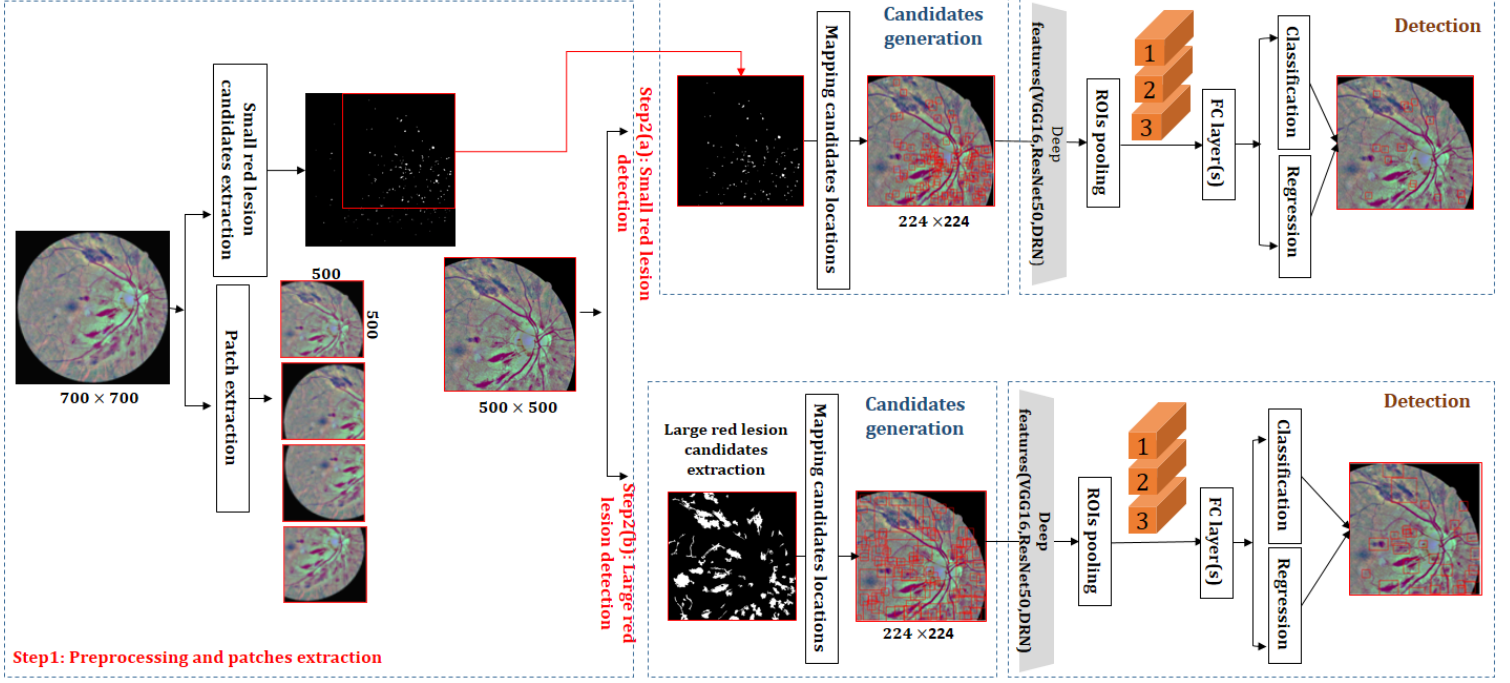 Small red lesion
candidates extraction
700 × 700
Patch extraction
500
500
500 × 500
Step1: Preprocessing and patches extraction
Step2(a): Small red lesion
detection
Mapping candidates locations
Candidates
generation
224 ×224
Deep
features(VGG16,ResNet50,DRN)
ROIs pooling
1
2
3
FC layer(s)
Classification
Regression
Detection
Step2(b): Large red
lesion detection
Large red lesion
candidates
extraction
Mapping candidates locations
Candidates
generation
224 ×224
Deep
features(VGG16,ResNet50,DRN)
ROIs pooling
1
2
3
FC layer(s)
Classification
Regression
Detection